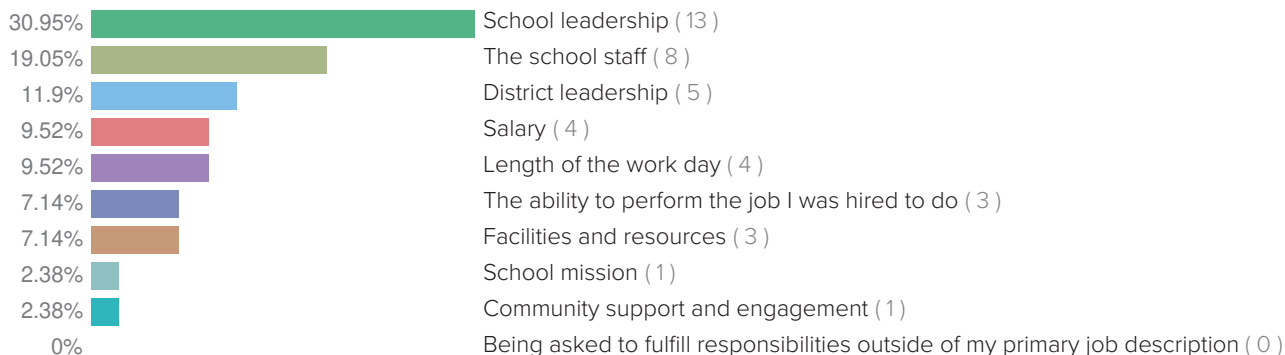 30.95% School leadership ( 13 )
19.05% The school staff ( 8 )
11.9% District leadership ( 5 )
9.52% Salary ( 4 )
9.52% Length of the work day ( 4 )
7.14% The ability to perform the job I was hired to do ( 3 )
7.14% Facilities and resources ( 3 )
2.38% School mission ( 1 )
2.38% Community support and engagement ( 1 )
0% Being asked to fulfill responsibilities outside of my primary job description ( 0 )